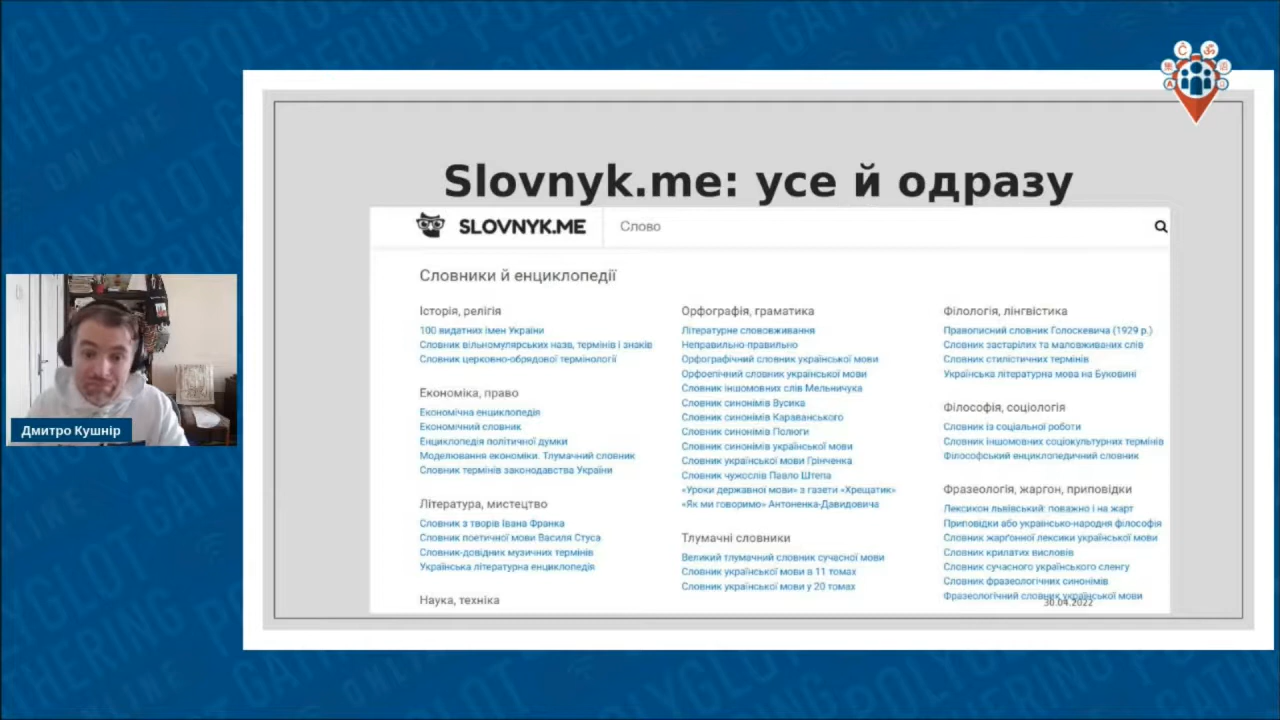 POLYGLOT GATHERING ONLINE
Slovnyk.me: усе й одразу
SLOVNYK.ME
Слово
Словники й енциклопедії
Історія, релігія
100 видатних імен України
Словник вільномулярських назв, термінів і знаків
Словник церковно-обрядової термінології
Економіка, право
Економічна енциклопедія
Економічний словник
Енциклопедія політичної думки
Моделювання економіки. Тлумачний словник
Словник термінів законодавства України
Література, мистецтво
Словник з творів Івана Франка
Словник поетичної мови Василя Стуса
Словник-довідник музичних термінів
Українська літературна енциклопедія
Наука, техніка
Орфографія, граматика
Літературне слововживання
Неправильно-правильно
Орфографічний словник української мови
Орфоепічний словник української мови
Словник іншомовних слів Мельничука
Словник синонімів Вусика
Словник синонімів Караванського
Словник синонімів Полюги
Словник синонімів української мови
Словник української мови Грінченка
Словник чужослів Павло Штепа
«Уроки державної мови» з газети «Хрещатик»
«Як ми говоримо» Антоненка-Давидовича
Тлумачні словники
Великий тлумачний словник сучасної мови
Словник української мови в 11 томах
Словник української мови у 20 томах
Філологія, лінгвістика
Правописний словник Голоскевича (1929 р.)
Словник застарілих та маловживаних слів
Словник стилістичних термінів
Українська літературна мова на Буковині
Філософія, соціологія
Словник із соціальної роботи
Словник іншомовних соціокультурних термінів
Філософський енциклопедичний словник
Фразеологія, жаргон, приповідки
Лексикон львівський: поважно і на жарт
Приповідки або українсько-народня філософія
Словник жарґонної лексики української мови
Словник крилатих висловів
Словник сучасного українського сленгу
Словник фразеологічних синонімів
Фразеологічний словник української мови
30.04.2022
Дмитро Кушнір